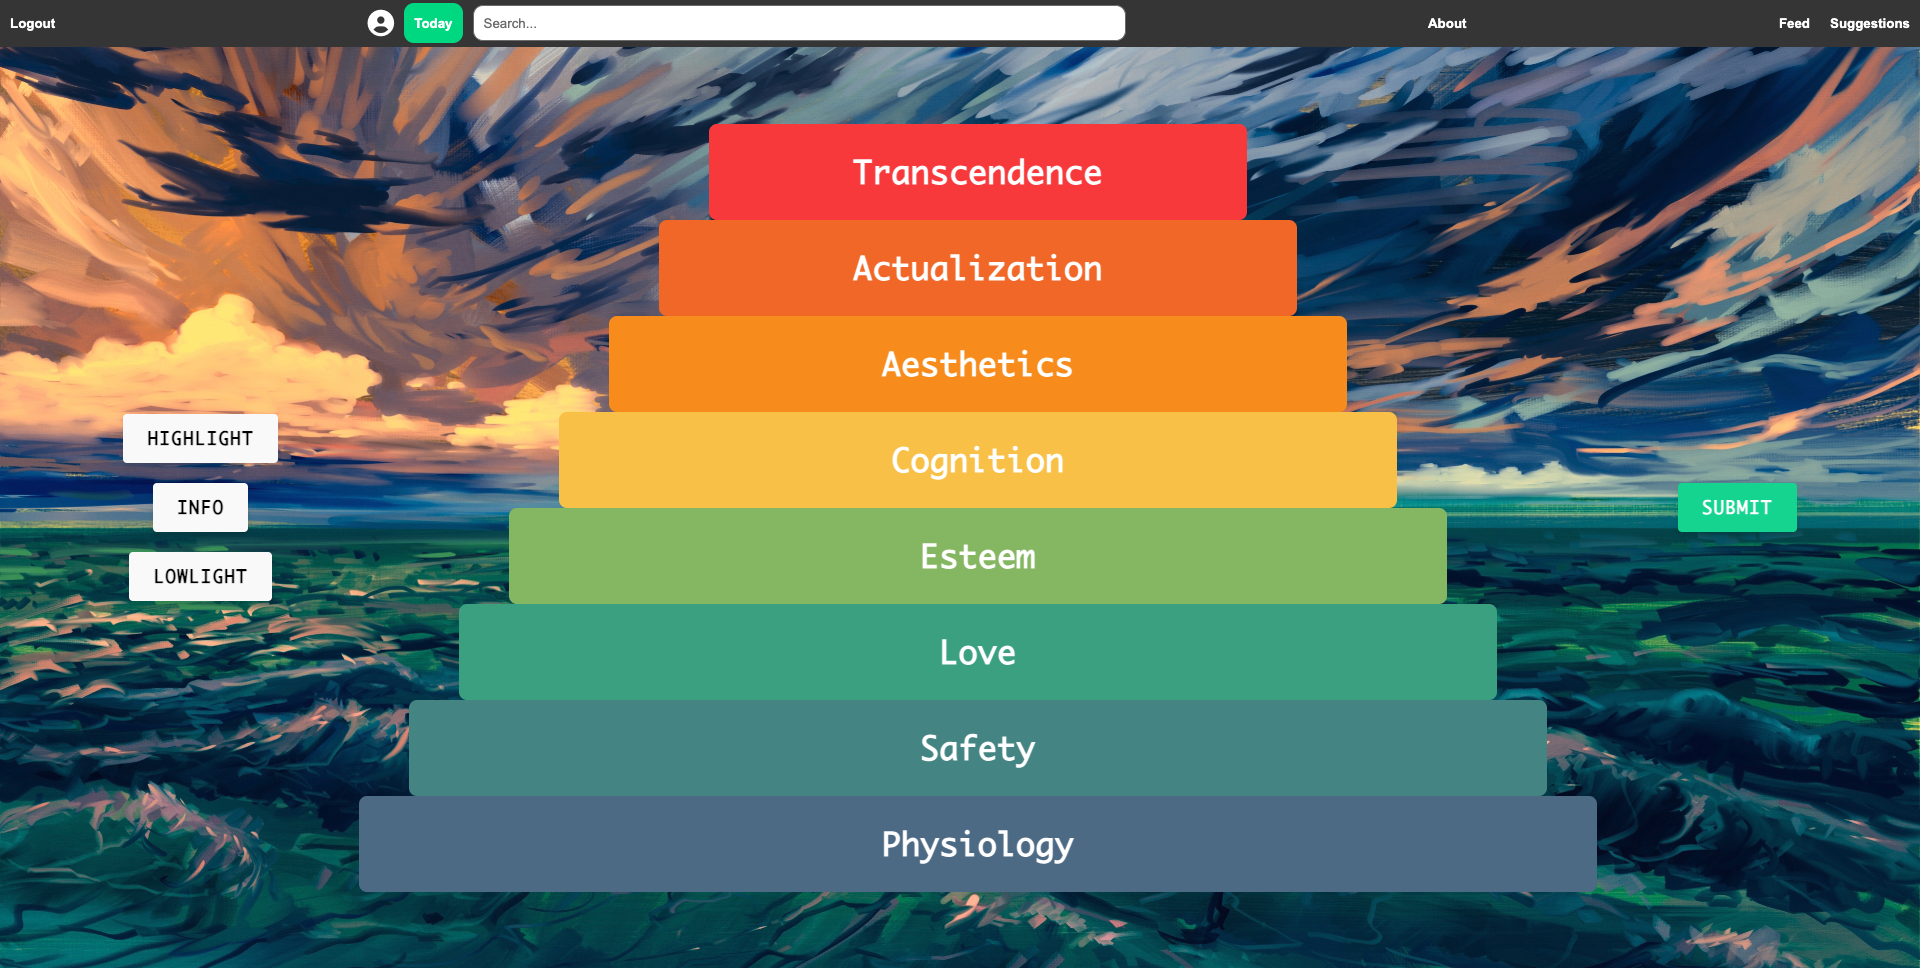 Logout Today Search... About Feed Suggestions
Transcendence
Actualization
Aesthetics
Cognition
Esteem
Love
Safety
Physiology
HIGHLIGHT
INFO
LOWLIGHT
SUBMIT